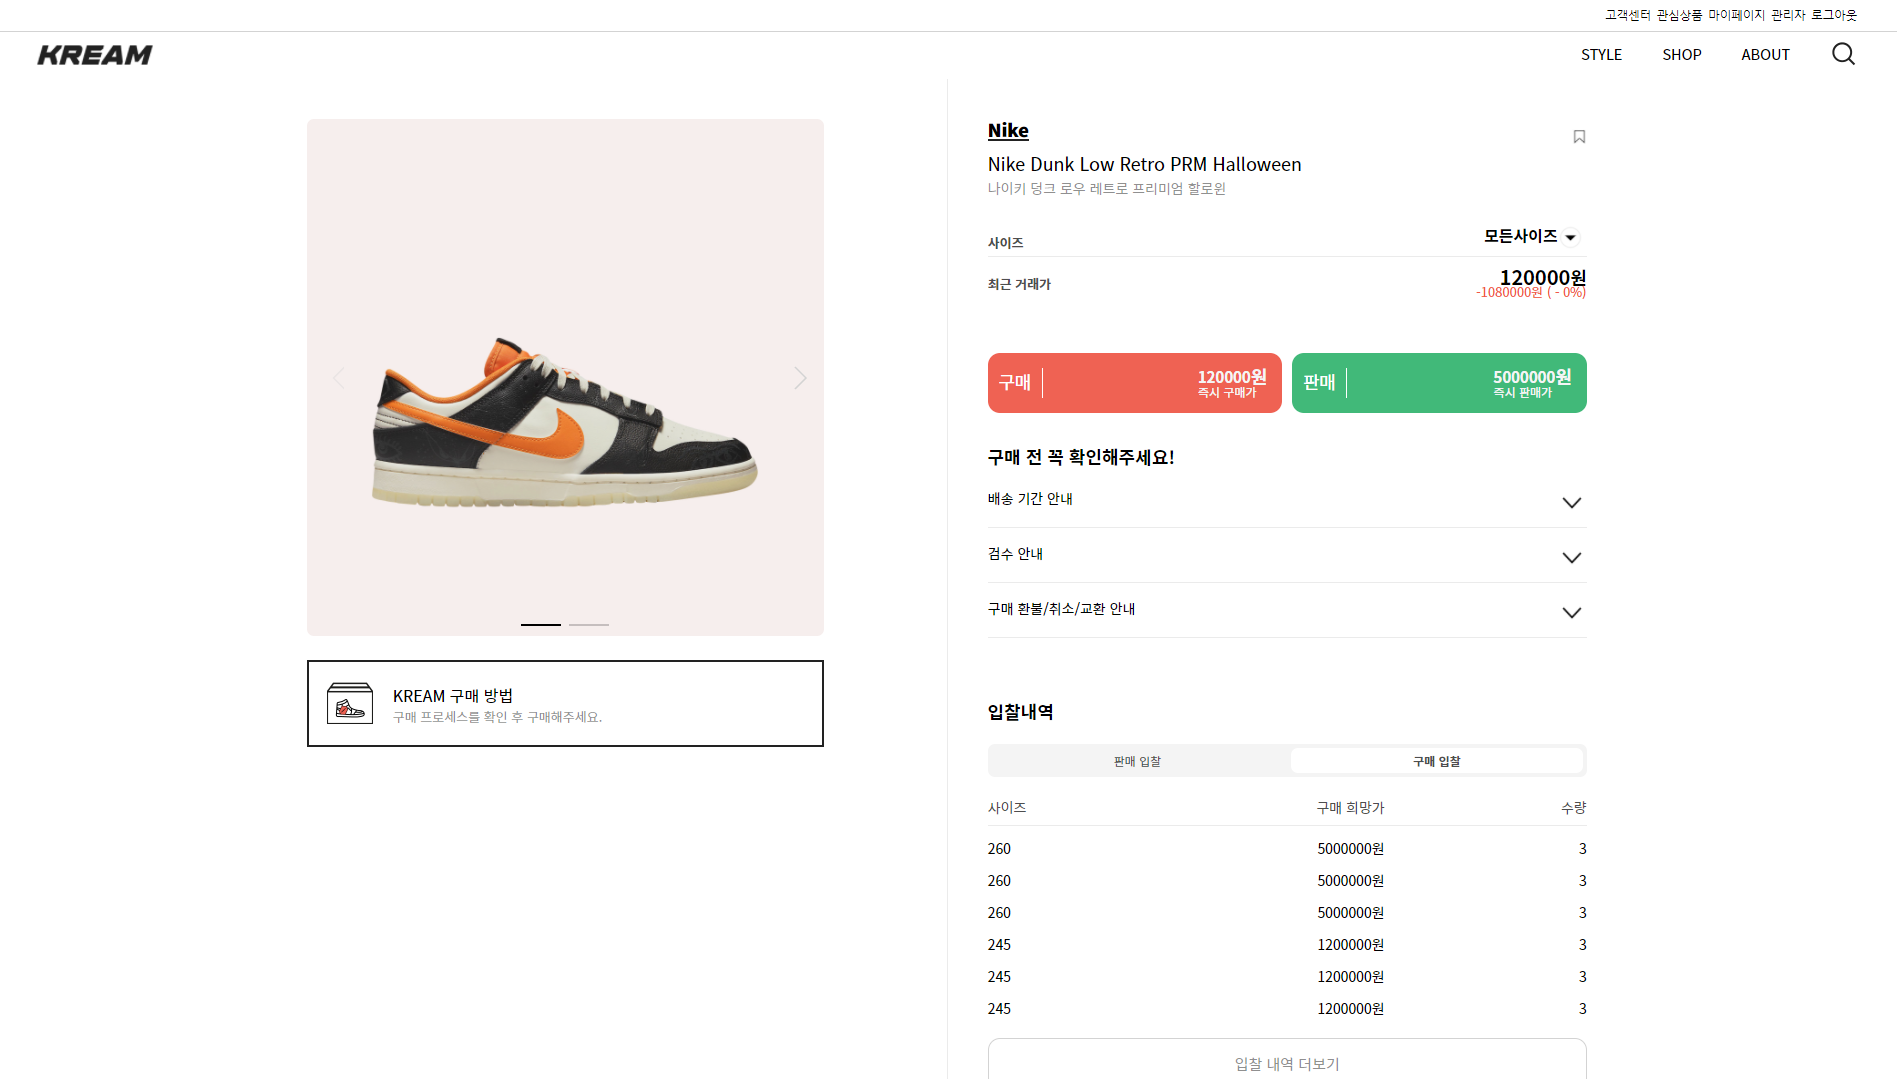 고객센터 관심상품 마이페이지 관리자 로그아웃
KREAM
STYLE SHOP ABOUT
Nike
Nike Dunk Low Retro PRM Halloween
나이키 덩크 로우 레트로 프리미엄 할로윈
사이즈 모든사이즈
최근 거래가 120000원
-1080000원 ( - 0%)
구매 120000원 즉시 구매가
판매 5000000원 즉시 판매가
구매 전 꼭 확인해주세요!
배송 기간 안내
검수 안내
구매 환불/취소/교환 안내
KREAM 구매 방법
구매 프로세스를 확인 후 구매해주세요.
입찰내역
판매 입찰 구매 입찰
사이즈 구매 희망가 수량
260 5000000원 3
260 5000000원 3
260 5000000원 3
245 1200000원 3
245 1200000원 3
245 1200000원 3
입찰 내역 더보기